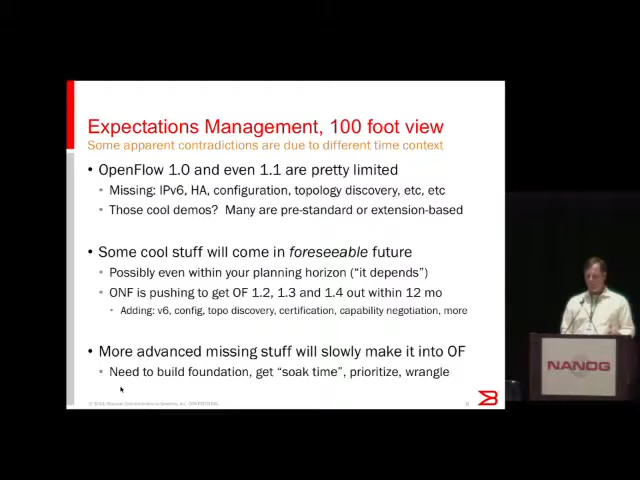 Expectations Management, 100 foot view
Some apparent contradictions are due to different time context
• OpenFlow 1.0 and even 1.1 are pretty limited
• Missing: IPv6, HA, configuration, topology discovery, etc, etc
• Those cool demos? Many are pre-standard or extension-based
• Some cool stuff will come in foreseeable future
• Possibly even within your planning horizon ("it depends")
• ONF is pushing to get OF 1.2, 1.3 and 1.4 out within 12 mo
• Adding: v6, config, topo discovery, certification, capability negotiation, more
• More advanced missing stuff will slowly make it into OF
• Need to build foundation, get "soak time", prioritize, wrangle
NANOG